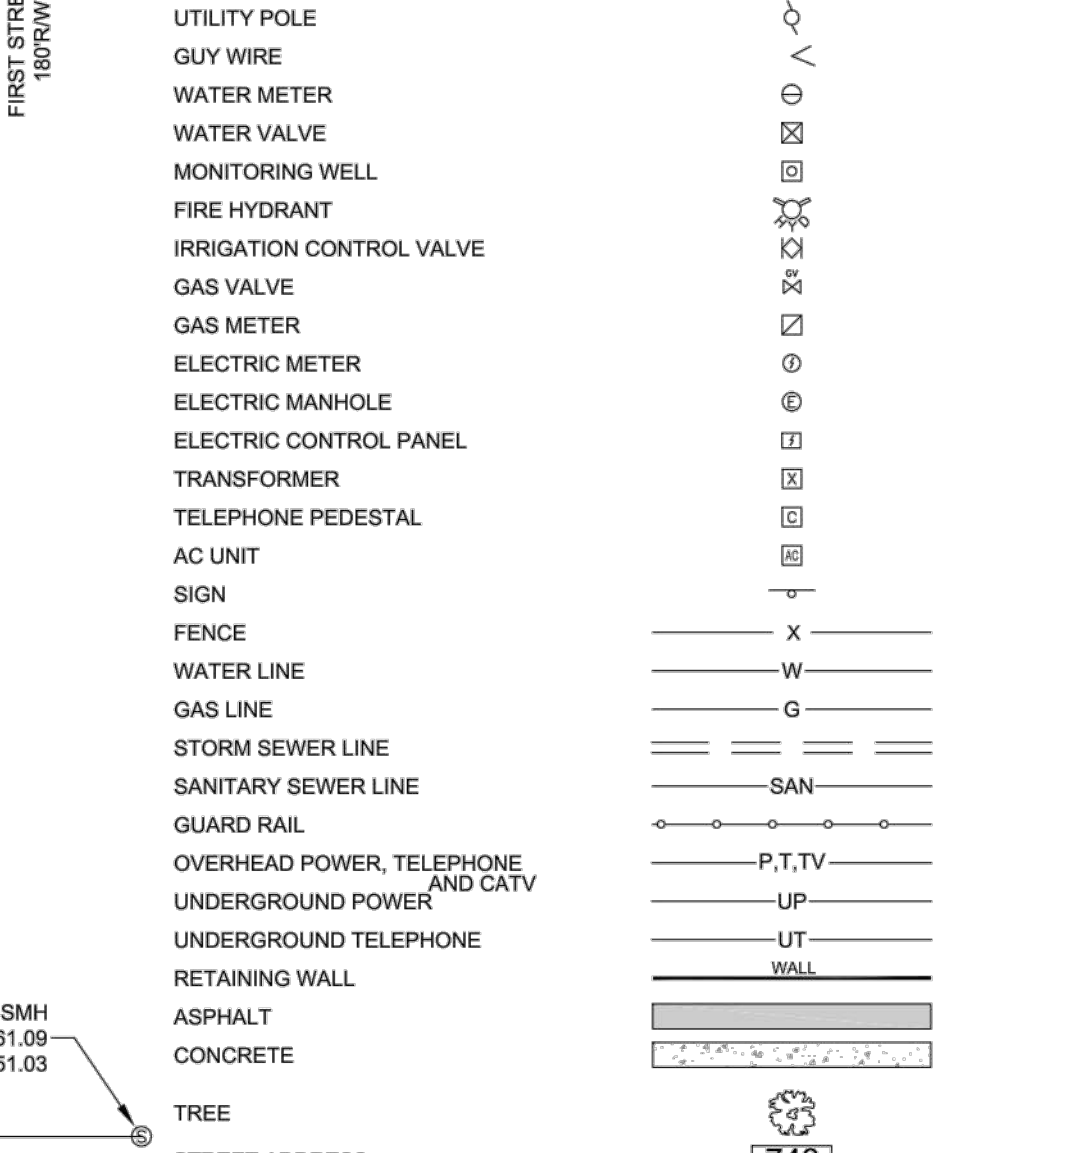 FIRST STRE
180'R/W
UTILITY POLE
GUY WIRE
WATER METER
WATER VALVE
MONITORING WELL
FIRE HYDRANT
IRRIGATION CONTROL VALVE
GAS VALVE GV
GAS METER
ELECTRIC METER
ELECTRIC MANHOLE E
ELECTRIC CONTROL PANEL
TRANSFORMER X
TELEPHONE PEDESTAL C
AC UNIT AC
SIGN
FENCE X
WATER LINE W
GAS LINE G
STORM SEWER LINE
SANITARY SEWER LINE SAN
GUARD RAIL
OVERHEAD POWER, TELEPHONE P,T,TV
AND CATV
UNDERGROUND POWER UP
UNDERGROUND TELEPHONE UT
RETAINING WALL WALL
ASPHALT
CONCRETE
TREE
SMH
61.09
51.03
S